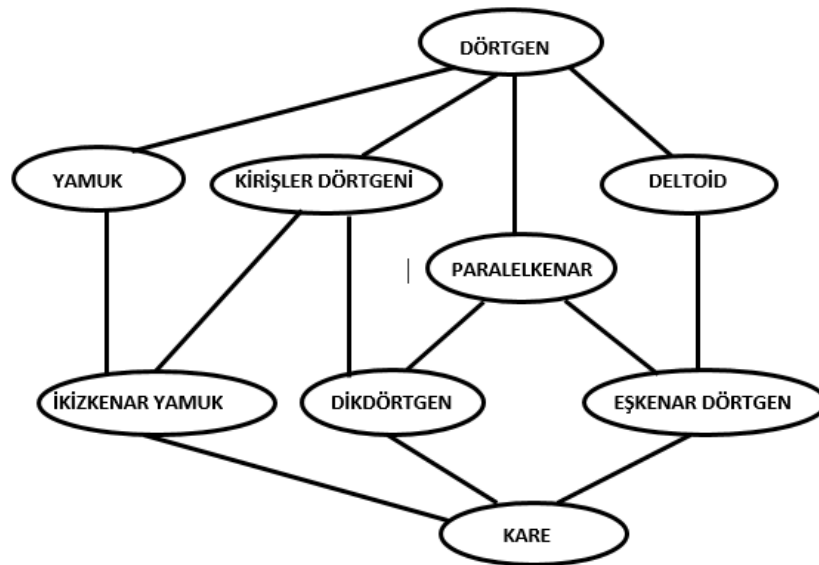 DÖRTGEN
YAMUK
KİRİŞLER DÖRTGENİ
DELTOİD
PARALELKENAR
İKİZKENAR YAMUK
DİKDÖRTGEN
EŞKENAR DÖRTGEN
KARE